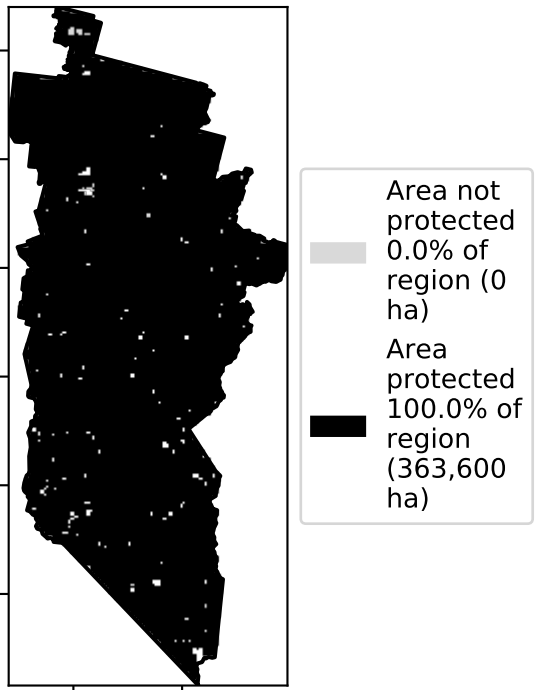 Area not
protected
0.0% of
region (0
ha)
Area
protected
100.0% of
region
(363,600
ha)